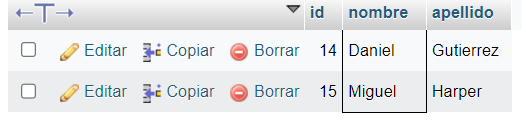 id nombre apellido
Editar Copiar Borrar 14 Daniel Gutierrez
Editar Copiar Borrar 15 Miguel Harper